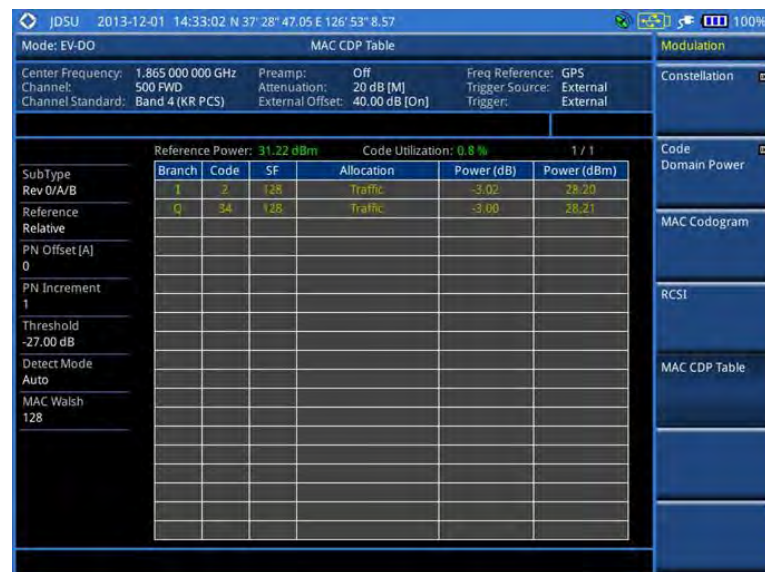 JDSU 2013-12-01 14:33:02 N 37' 28" 47.05 E 126' 53" 8.57 100%
Mode: EV-DO MAC CDP Table Modulation
Center Frequency: 1.865 000 000 GHz Preamp: Off Freq Reference: GPS
Channel: 500 FWD Attenuation: 20 dB [M] Trigger Source: External
Channel Standard: Band 4 (KR PCS) External Offset: 40.00 dB [On] Trigger: External
Constellation
Reference Power: 31.22 dBm Code Utilization: 0.8 % 1 / 1
Code
Domain Power
Branch Code SF Allocation Power (dB) Power (dBm)
I 2 128 Traffic -3.02 28.20
Q 34 128 Traffic -3.00 28.21
SubType
Rev 0/A/B
Reference
Relative
PN Offset [A]
0
PN Increment
1
Threshold
-27.00 dB
Detect Mode
Auto
MAC Walsh
128
MAC Codogram
RCSI
MAC CDP Table